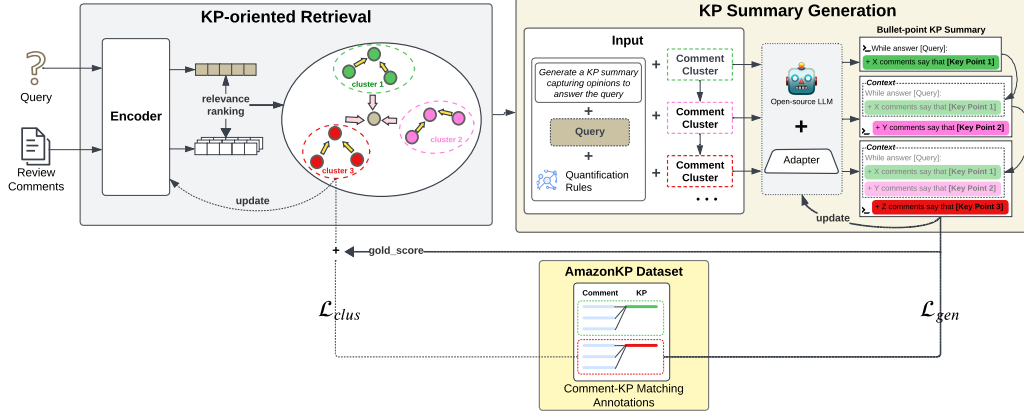 KP-oriented Retrieval
Query
Review
Comments
Encoder
relevance
ranking
cluster 1
cluster 2
cluster 3
update
KP Summary Generation
Input
Generate a KP summary
capturing opinions to
answer the query
+
Query
+
Quantification
Rules
+
Comment
Cluster
+
Comment
Cluster
+
Comment
Cluster
...
Open-source LLM
+
Adapter
update
Bullet-point KP Summary
While answer [Query]:
+ X comments say that [Key Point 1]
Context
While answer [Query]:
+ X comments say that [Key Point 1]
+ Y comments say that [Key Point 2]
Context
While answer [Query]:
+ X comments say that [Key Point 1]
+ Y comments say that [Key Point 2]
+ Z comments say that [Key Point 3]
+
gold_score
ℒclus
ℒgen
AmazonKP Dataset
Comment KP
Comment-KP Matching
Annotations